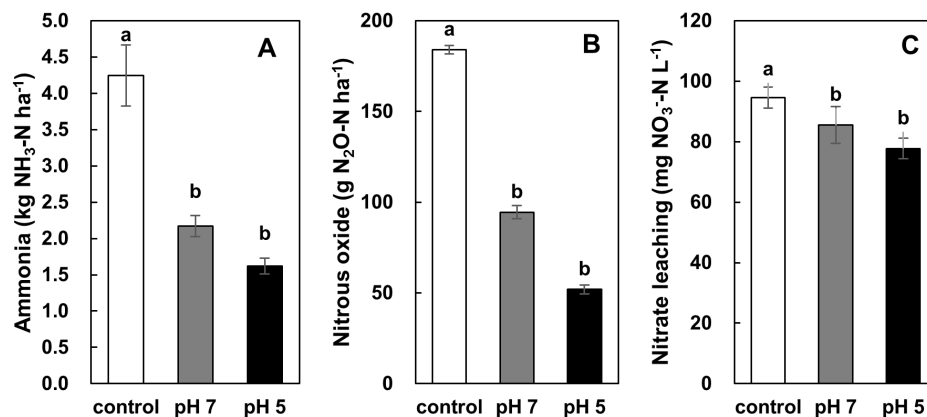 Ammonia (kg NH₃-N ha⁻¹)
5.0
4.5
4.0
3.5
3.0
2.5
2.0
1.5
1.0
0.5
0.0
A
a
b
b
control pH 7 pH 5
Nitrous oxide (g N₂O-N ha⁻¹)
200
150
100
50
0
B
a
b
b
control pH 7 pH 5
Nitrate leaching (mg NO₃⁻-N L⁻¹)
120
100
80
60
40
20
0
C
a
b
b
control pH 7 pH 5